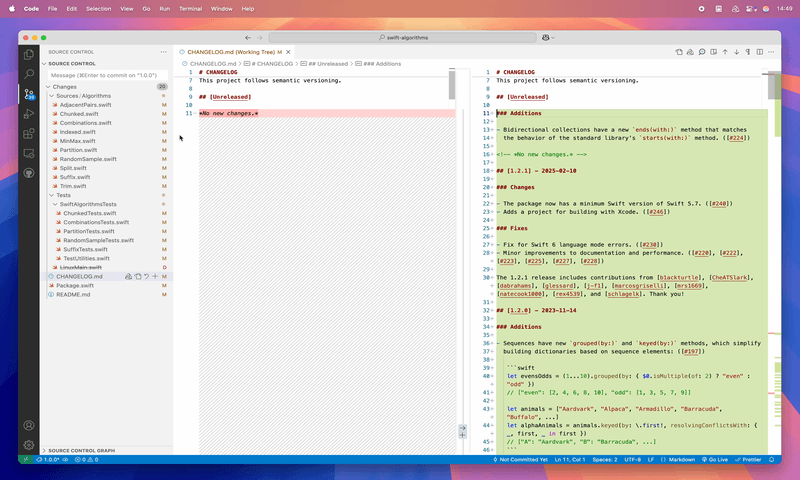 Code File Edit Selection View Go Run Terminal Window Help 14:49
swift-algorithms
SOURCE CONTROL
SOURCE CONTROL
Message (⌘Enter to commit on "1.0.0")
Changes 20
Sources/Algorithms
AdjacentPairs.swift M
Chunked.swift M
Combinations.swift M
Indexed.swift M
MinMax.swift M
Partition.swift M
RandomSample.swift M
Split.swift M
Suffix.swift M
Trim.swift M
Tests
SwiftAlgorithmsTests
ChunkedTests.swift M
CombinationsTests.swift M
PartitionTests.swift M
RandomSampleTests.swift M
SuffixTests.swift M
TestUtilities.swift M
LinuxMain.swift D
CHANGELOG.md M
Package.swift M
README.md M
SOURCE CONTROL GRAPH
CHANGELOG.md (Working Tree) M
CHANGELOG.md > # CHANGELOG > ## Unreleased > ### Additions
1 # CHANGELOG
7 This project follows semantic versioning.
8
9 ## [Unreleased]
10
11 *No new changes.*
1 # CHANGELOG
7 This project follows semantic versioning.
8
9 ## [Unreleased]
10
11 ### Additions
12
13 - Bidirectional collections have a new `ends(with:)` method that matches
14 the behavior of the standard library's `starts(with:)` method. ([#224])
15
16 <!-- *No new changes.* -->
17
18 ## [1.2.1] - 2025-02-10
19
20 ### Changes
21
22 - The package now has a minimum Swift version of Swift 5.7. ([#240])
23 - Adds a project for building with Xcode. ([#246])
24
25 ### Fixes
26
27 - Fix for Swift 6 language mode errors. ([#230])
28 - Minor improvements to documentation and performance. ([#220], [#222],
29 [#223], [#225], [#227], [#228])
30 The 1.2.1 release includes contributions from [blackturtle], [CheATSlark],
[dabrahams], [glessard], [j-f1], [marcosgriselli], [mrs1669],
[natecook1000], [rex4539], and [schlagelk]. Thank you!
31
32 ## [1.2.0] - 2023-11-14
33
34 ### Additions
35
36 - Sequences have new `grouped(by:)` and `keyed(by:)` methods, which simplify
37 building dictionaries based on sequence elements: ([#197])
38
39 ```swift
40 let evensOdds = (1...10).grouped(by: { $0.isMultiple(of: 2) ? "even" :
"odd" })
41 // ["even": [2, 4, 6, 8, 10], "odd": [1, 3, 5, 7, 9]]
42
43 let animals = ["Aardvark", "Alpaca", "Armadillo", "Barracuda",
"Buffalo", ...]
44 let alphaAnimals = animals.keyed(by: \.first!, resolvingConflictsWith: {
_, first, _ in first })
45 // ["A": "Aardvark", "B": "Barracuda", ...]
46 ```
1.0.0* 0 0 Not Committed Yet Ln 11, Col 1 Spaces: 2 UTF-8 LF Markdown Go Live Prettier